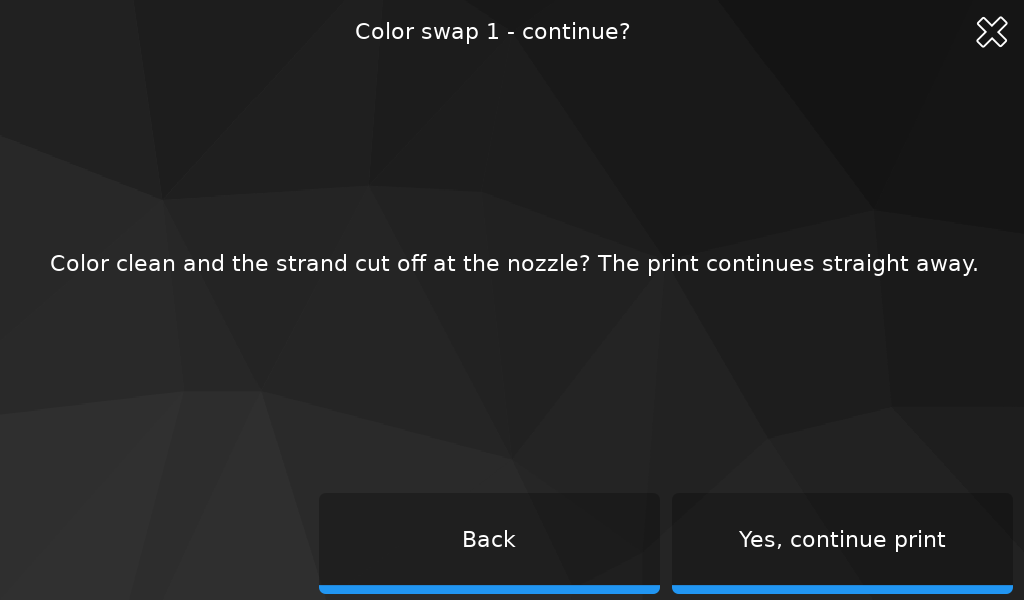 Color swap 1 - continue?
Color clean and the strand cut off at the nozzle? The print continues straight away.
Back
Yes, continue print